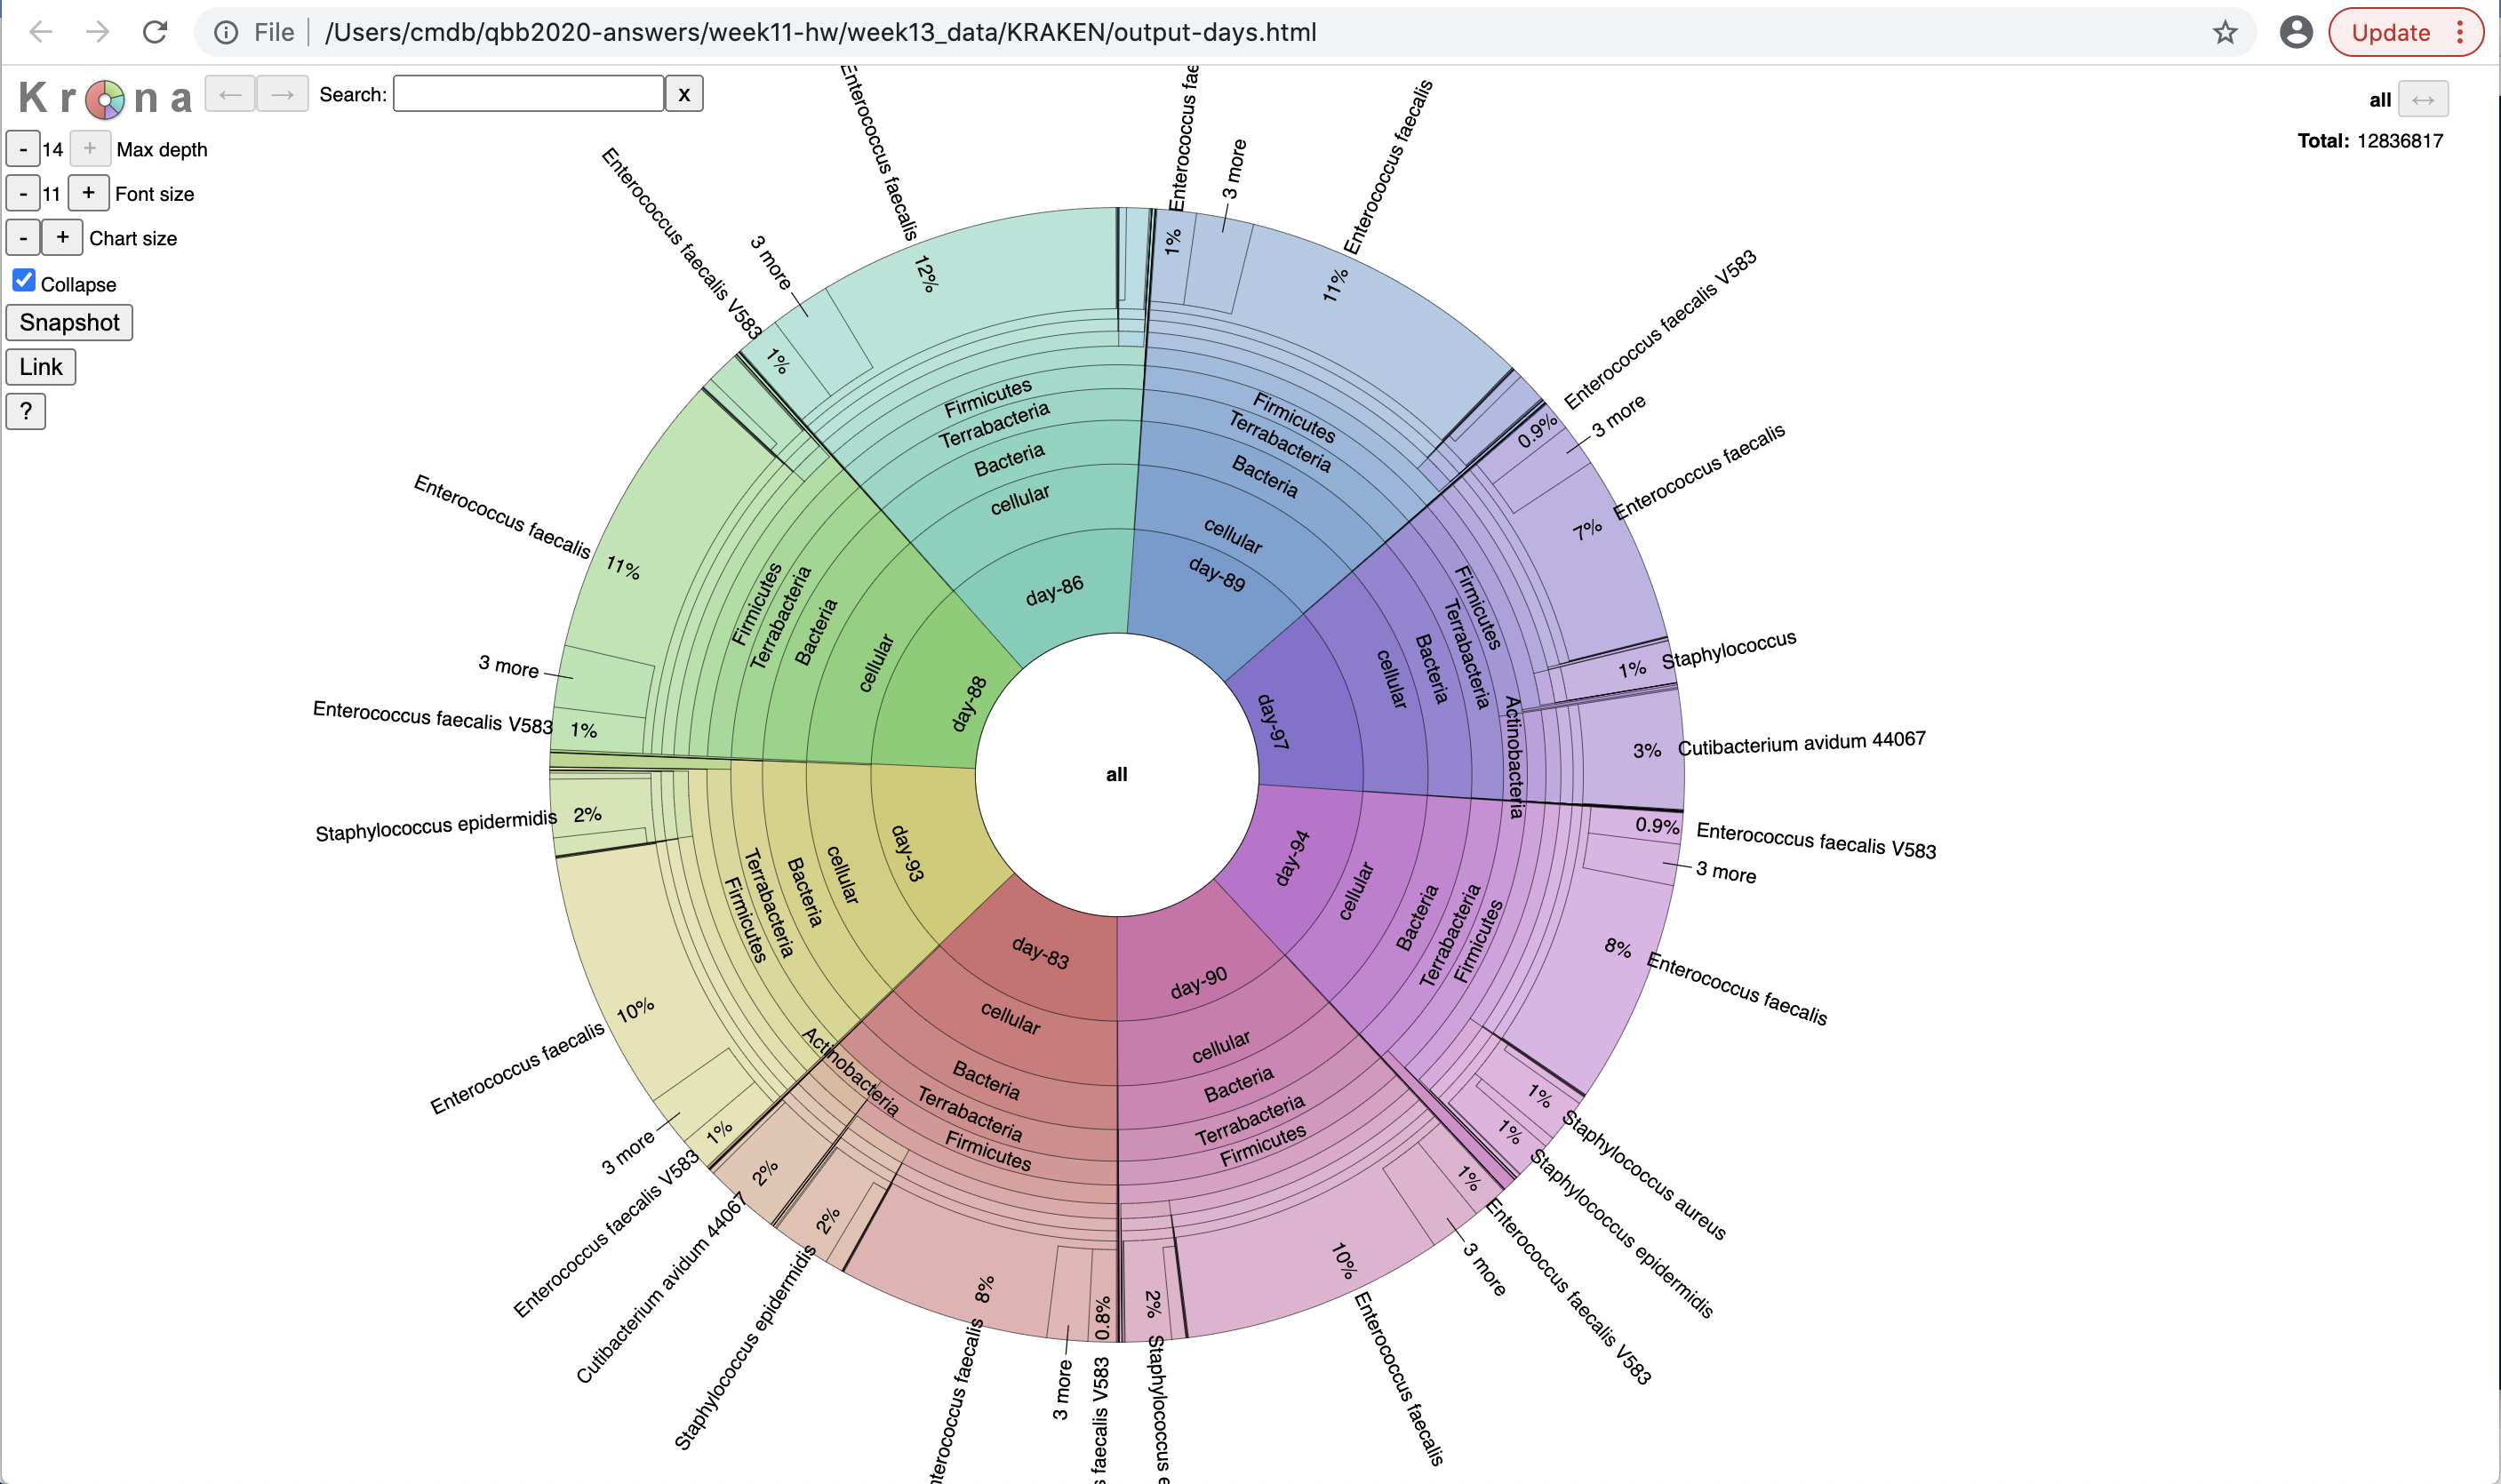 File /Users/cmdb/qbb2020-answers/week11-hw/week13_data/KRAKEN/output-days.html
Update
Krona
← → Search: x
all ↔
Total: 12836817
- 14 + Max depth
- 11 + Font size
- + Chart size
Collapse
Snapshot
Link
?
all
day-86
cellular
Bacteria
Terrabacteria
Firmicutes
12%
Enterococcus faecalis
3 more
1%
Enterococcus faecalis V583
day-89
cellular
Bacteria
Terrabacteria
Firmicutes
1%
Enterococcus fae
3 more
11%
Enterococcus faecalis
day-97
cellular
Bacteria
Terrabacteria
Firmicutes
Actinobacteria
0.9%
Enterococcus faecalis V583
3 more
7%
Enterococcus faecalis
1%
Staphylococcus
3%
Cutibacterium avidum 44067
day-94
cellular
Bacteria
Terrabacteria
Firmicutes
0.9%
Enterococcus faecalis V583
3 more
8%
Enterococcus faecalis
1%
Staphylococcus aureus
1%
Staphylococcus epidermidis
day-90
cellular
Bacteria
Terrabacteria
Firmicutes
1%
Enterococcus faecalis V583
3 more
10%
Enterococcus faecalis
2%
Staphylococcus e
day-83
cellular
Bacteria
Terrabacteria
Firmicutes
Actinobacteria
0.8%
s faecalis V583
3 more
8%
nterococcus faecalis
2%
Staphylococcus epidermidis
2%
Cutibacterium avidum 44067
day-93
cellular
Bacteria
Terrabacteria
Firmicutes
1%
Enterococcus faecalis V583
3 more
10%
Enterococcus faecalis
2%
Staphylococcus epidermidis
day-88
cellular
Bacteria
Terrabacteria
Firmicutes
1%
Enterococcus faecalis V583
3 more
11%
Enterococcus faecalis